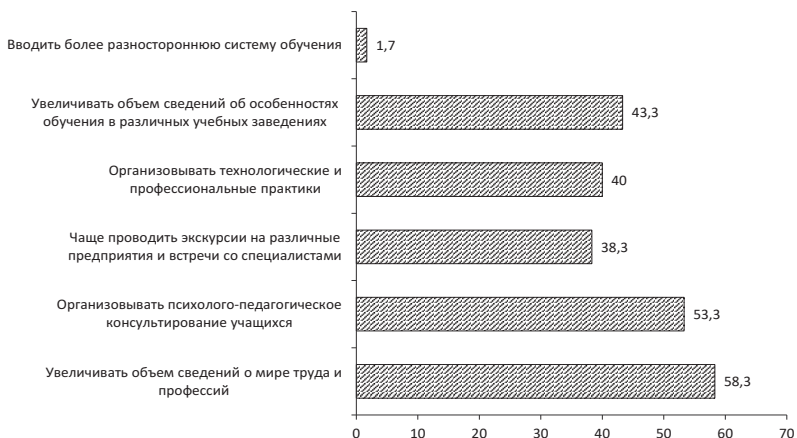 Вводить более разностороннюю систему обучения
1,7
Увеличивать объем сведений об особенностях
обучения в различных учебных заведениях
43,3
Организовывать технологические и
профессиональные практики
40
Чаще проводить экскурсии на различные
предприятия и встречи со специалистами
38,3
Организовывать психолого-педагогическое
консультирование учащихся
53,3
Увеличивать объем сведений о мире труда и
профессий
58,3
0 10 20 30 40 50 60 70